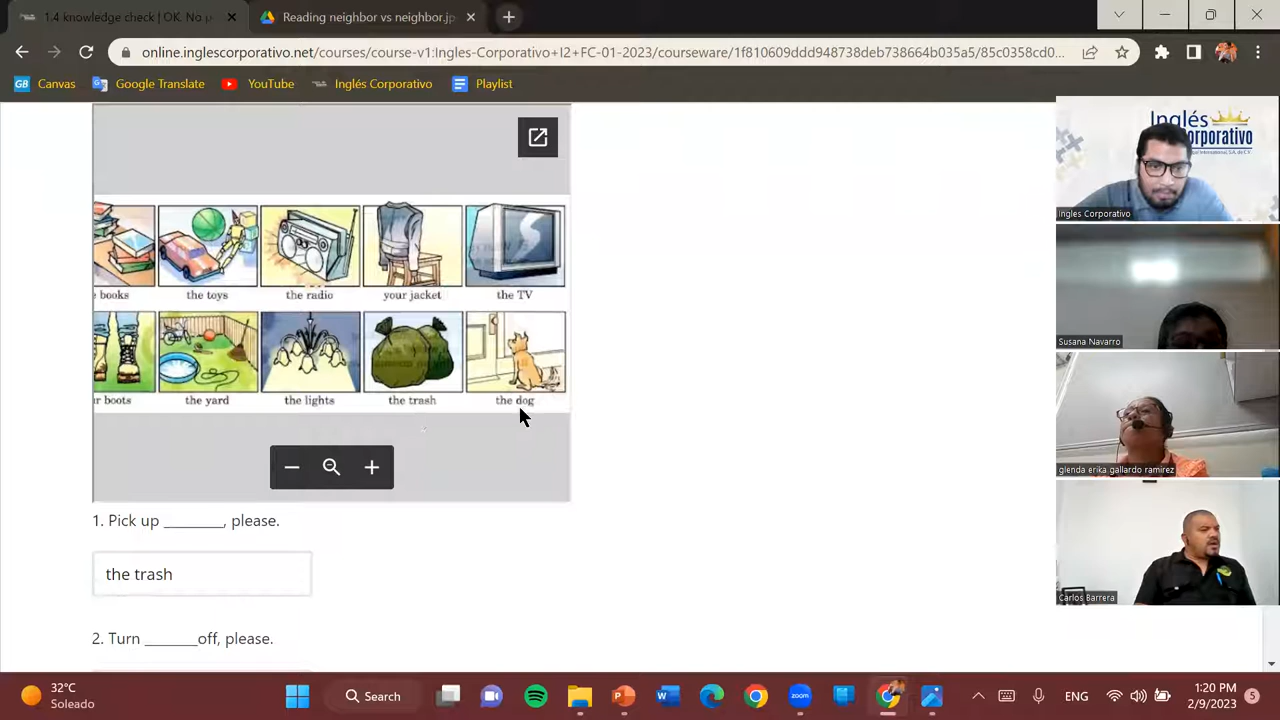 1.4 knowledge check | OK. No p
Reading neighbor vs neighbor.jp
online.inglescorporativo.net/courses/course-v1:Ingles-Corporativo+I2+FC-01-2023/courseware/1f810609ddd948738deb738664b035a5/85c0358cd0...
GB Canvas
Google Translate
YouTube
Inglés Corporativo
Playlist
books
the toys
the radio
your jacket
the TV
r boots
the yard
the lights
the trash
the dog
1. Pick up ________, please.
the trash
2. Turn _______off, please.
Inglés
orporativo
Ingles Corporativo
Susana Navarro
glenda erika gallardo ramirez
Carlos Barrera
32°C
Soleado
Search
zoom
ENG
1:20 PM
2/9/2023
5